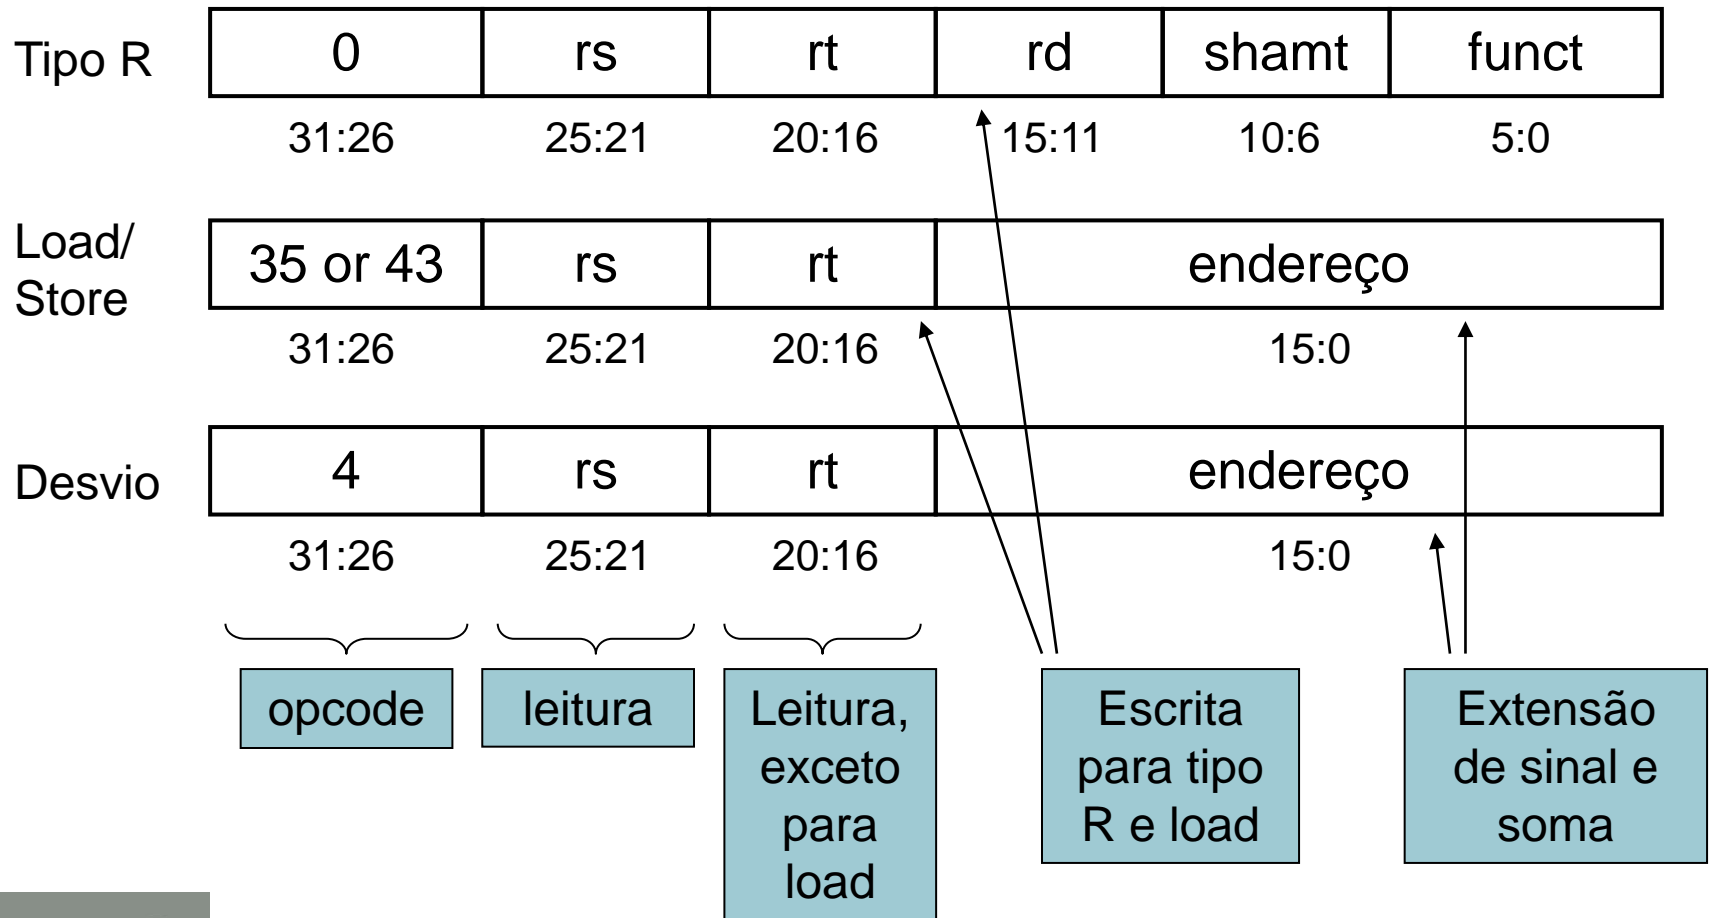 Tipo R
0 rs rt rd shamt funct
31:26 25:21 20:16 15:11 10:6 5:0
Load/
Store
35 or 43 rs rt endereço
31:26 25:21 20:16 15:0
Desvio
4 rs rt endereço
31:26 25:21 20:16 15:0
opcode
leitura
Leitura,
exceto
para
load
Escrita
para tipo
R e load
Extensão
de sinal e
soma